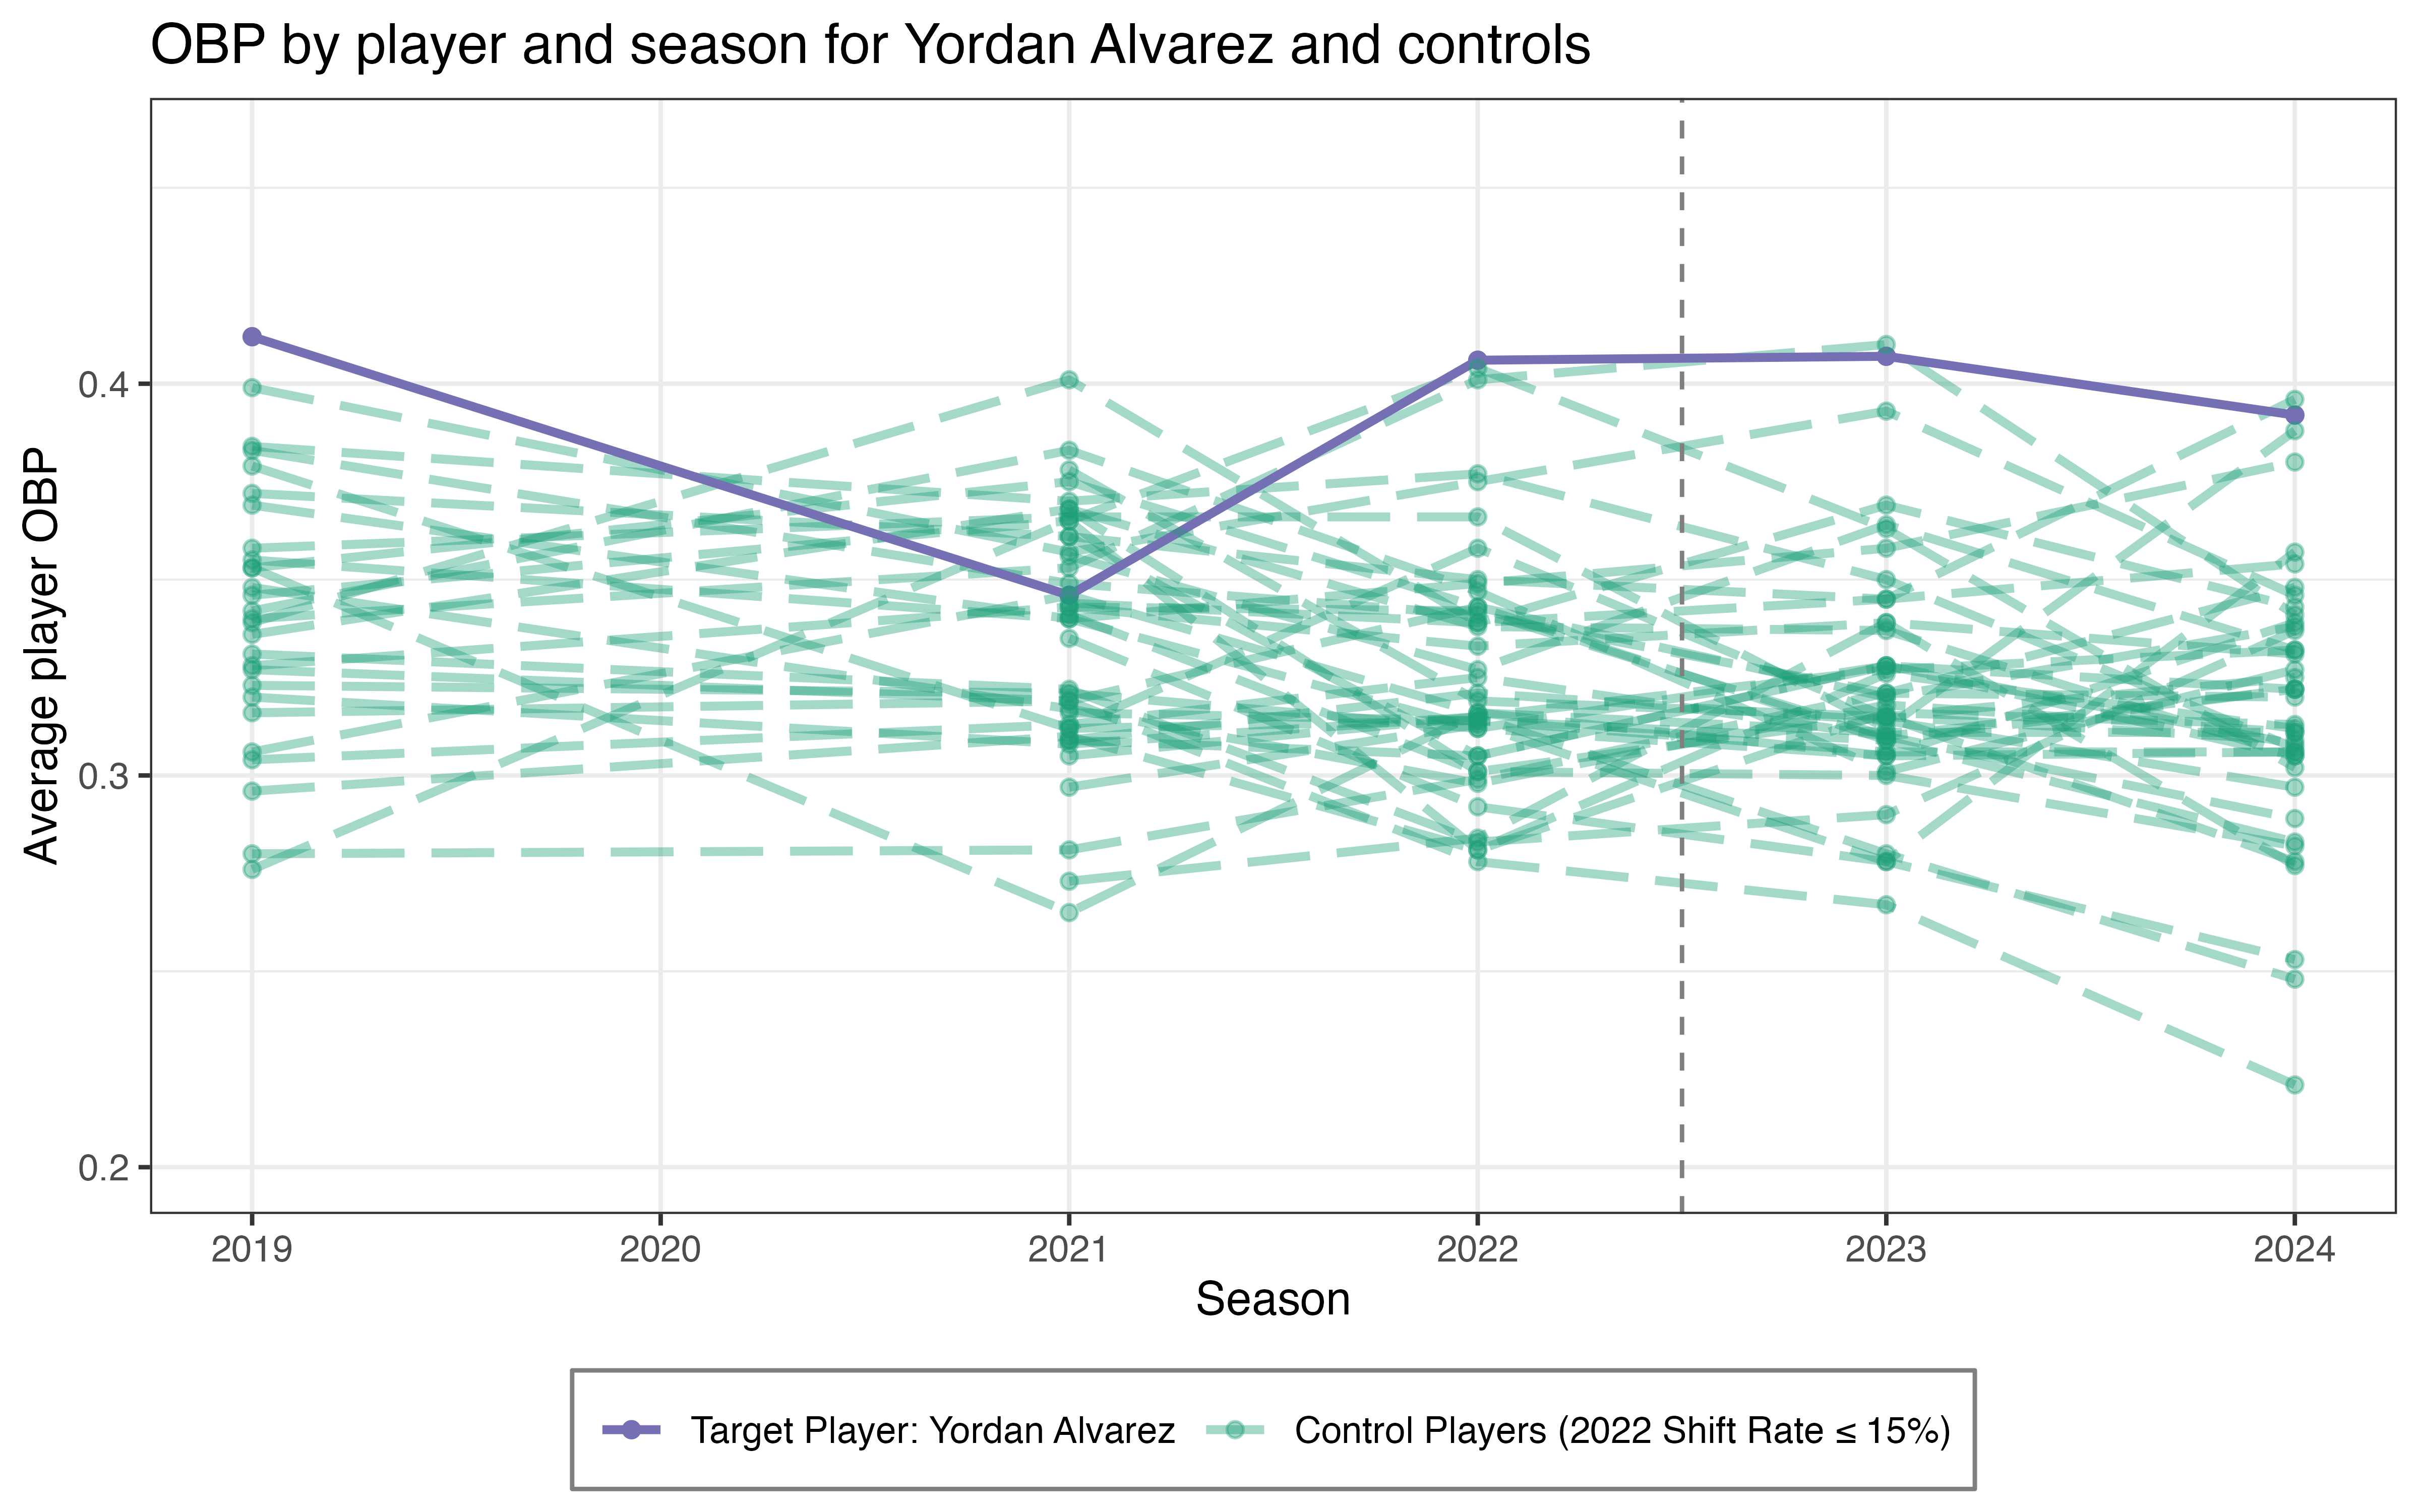 OBP by player and season for Yordan Alvarez and controls
Average player OBP
0.4
0.3
0.2
2019 2020 2021 2022 2023 2024
Season
Target Player: Yordan Alvarez Control Players (2022 Shift Rate ≤ 15%)